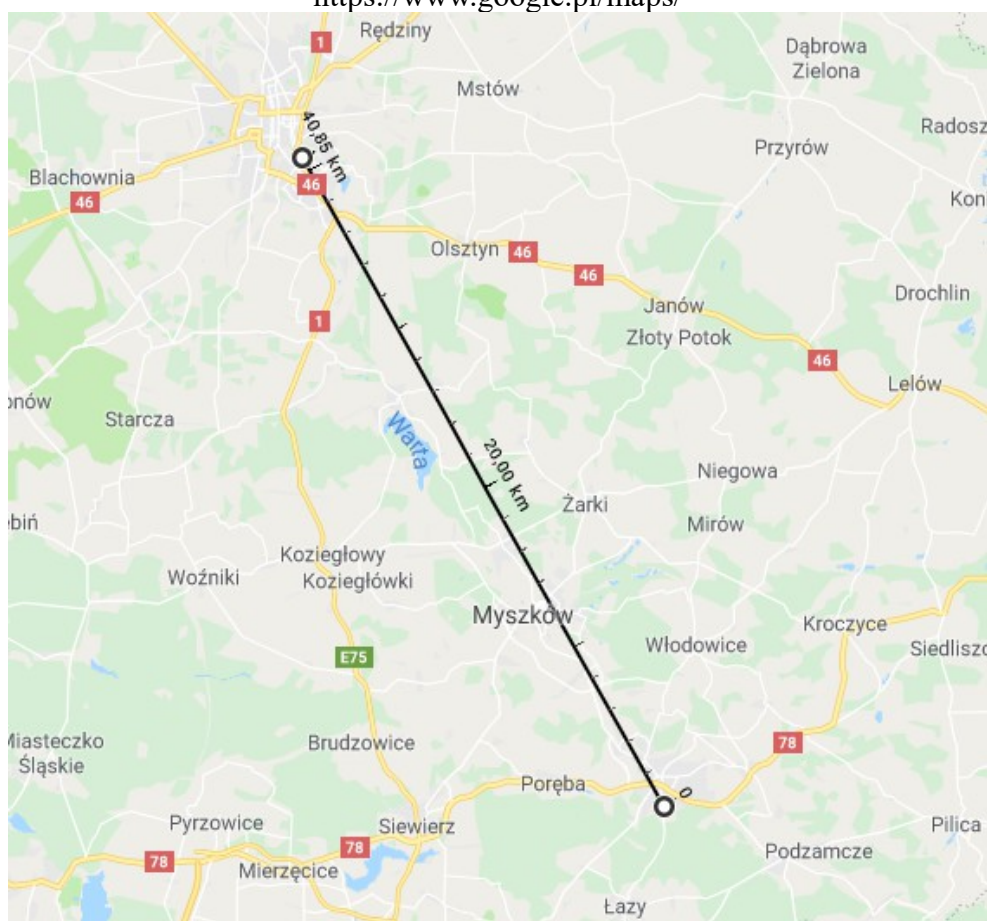 https://www.google.pl/maps/
Rędziny
1
Dąbrowa
Zielona
Mstów
Radosz
Przyrów
40,85 km
Blachownia
46
46
Kon
Olsztyn
46
46
Drochlin
Janów
1
Złoty Potok
46
Lelów
onów
Starcza
Warta
20,00 km
Niegowa
Żarki
ebiń
Mirów
Koziegłowy
Woźniki
Koziegłówki
Myszków
Kroczyce
Włodowice
Siedliszc
E75
Miasteczko
Śląskie
Brudzowice
78
Poręba
0
Pyrzowice
Siewierz
Pilica
78
78
Mierzęcice
Podzamcze
Łazy